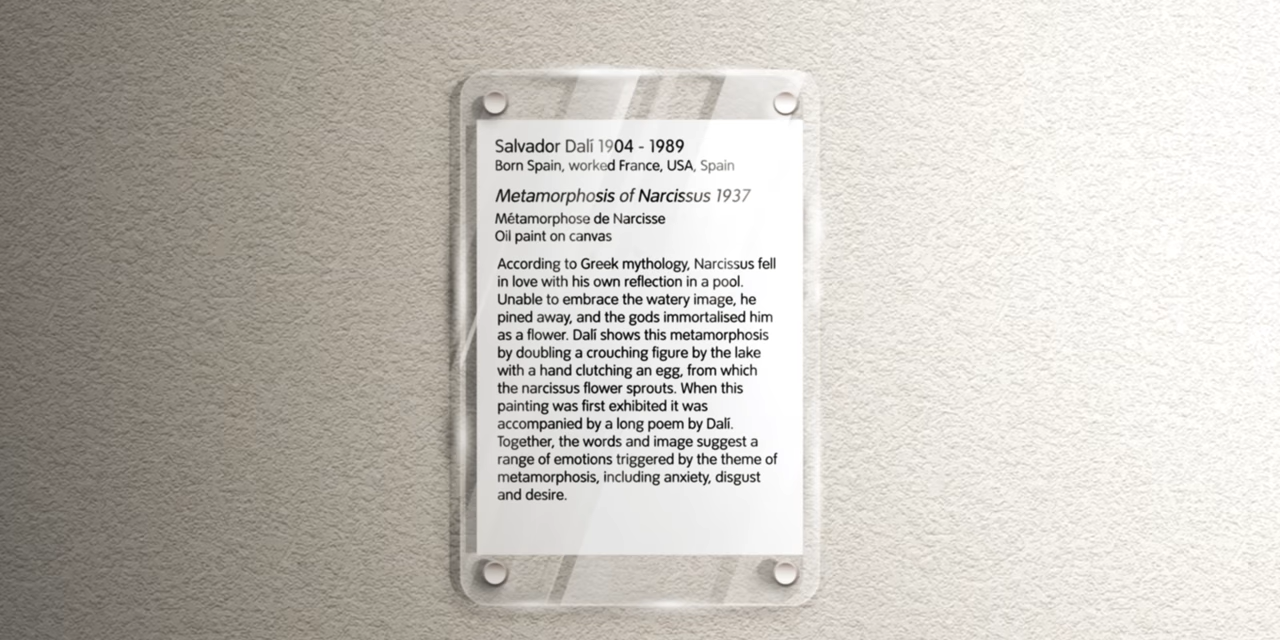 Salvador Dalí 1904 - 1989
Born Spain, worked France, USA, Spain
Metamorphosis of Narcissus 1937
Métamorphose de Narcisse
Oil paint on canvas
According to Greek mythology, Narcissus fell
in love with his own reflection in a pool.
Unable to embrace the watery image, he
pined away, and the gods immortalised him
as a flower. Dalí shows this metamorphosis
by doubling a crouching figure by the lake
with a hand clutching an egg, from which
the narcissus flower sprouts. When this
painting was first exhibited it was
accompanied by a long poem by Dalí.
Together, the words and image suggest a
range of emotions triggered by the theme of
metamorphosis, including anxiety, disgust
and desire.